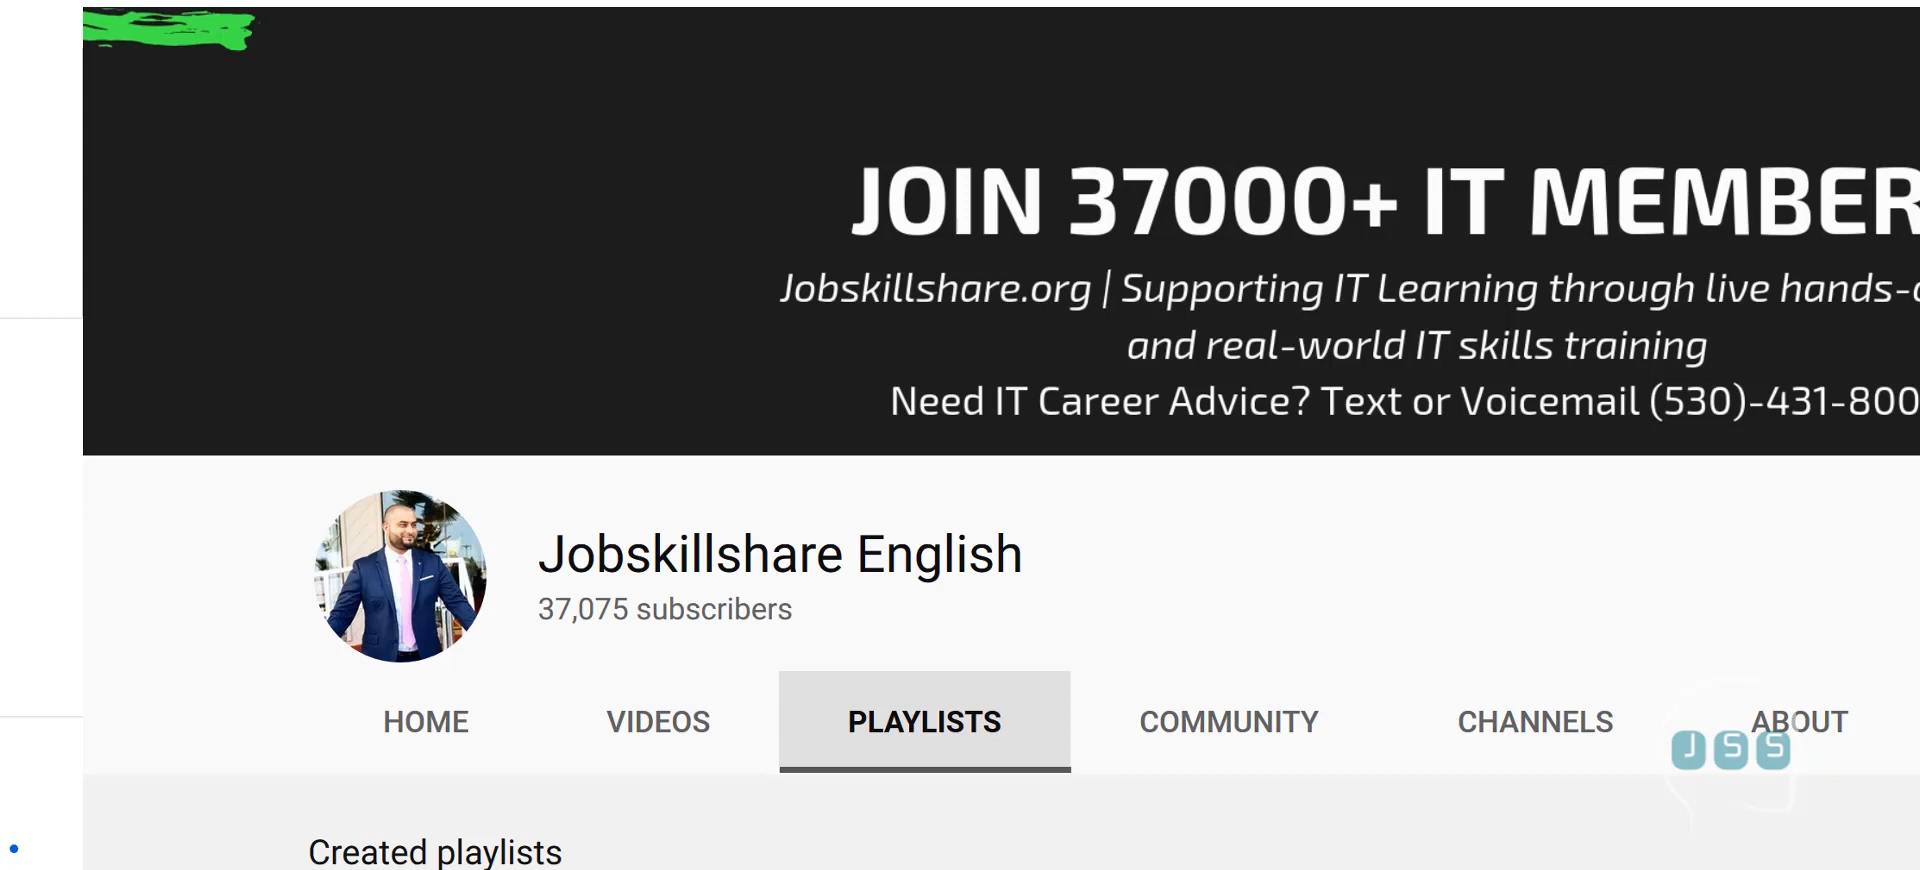 JOIN 37000+ IT MEMBER
Jobskillshare.org | Supporting IT Learning through live hands-
and real-world IT skills training
Need IT Career Advice? Text or Voicemail (530)-431-800
Jobskillshare English
37,075 subscribers
HOME VIDEOS PLAYLISTS COMMUNITY CHANNELS ABOUT
JSS
Created playlists